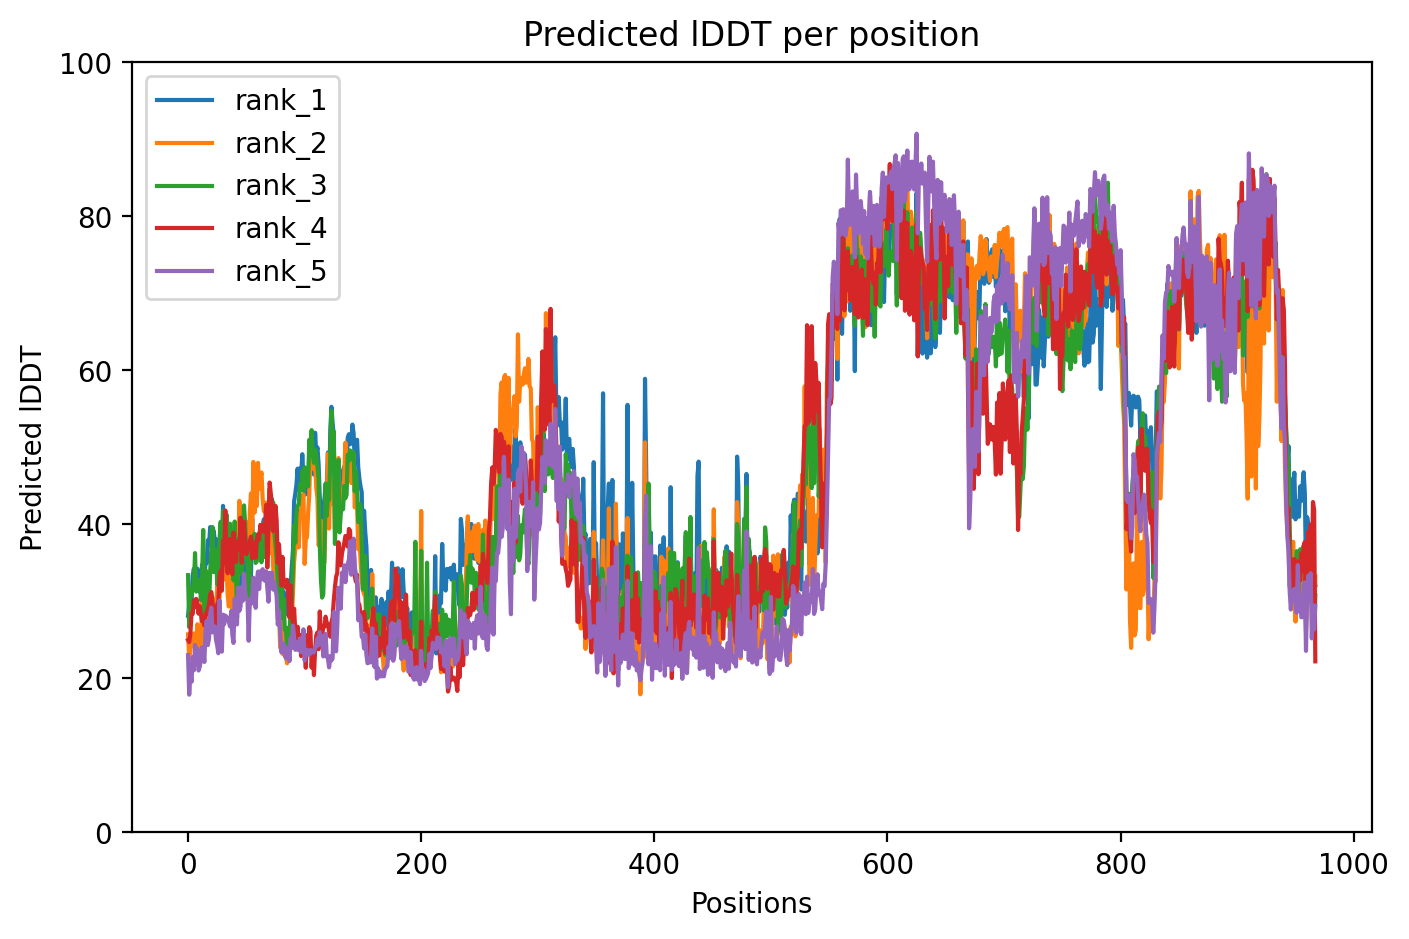 Predicted lDDT per position
100
80
60
40
20
0
Predicted lDDT
rank_1
rank_2
rank_3
rank_4
rank_5
0 200 400 600 800 1000
Positions